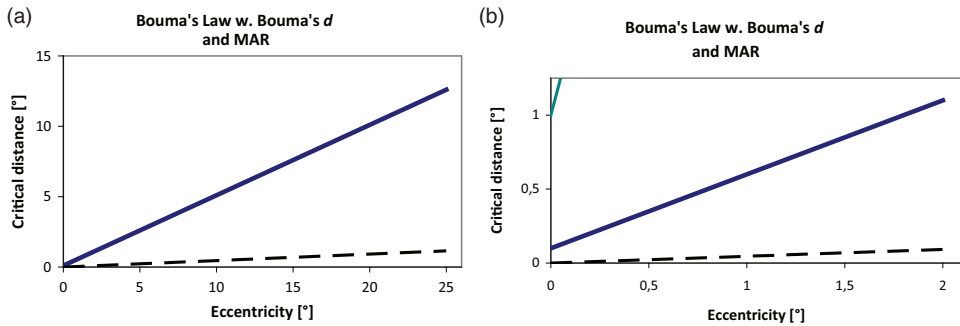 (a)
Bouma's Law w. Bouma's d
and MAR
15
10
5
0
Critical distance [°]
0 5 10 15 20 25
Eccentricity [°]
(b)
Bouma's Law w. Bouma's d
and MAR
1
0,5
0
Critical distance [°]
0 0,5 1 1,5 2
Eccentricity [°]